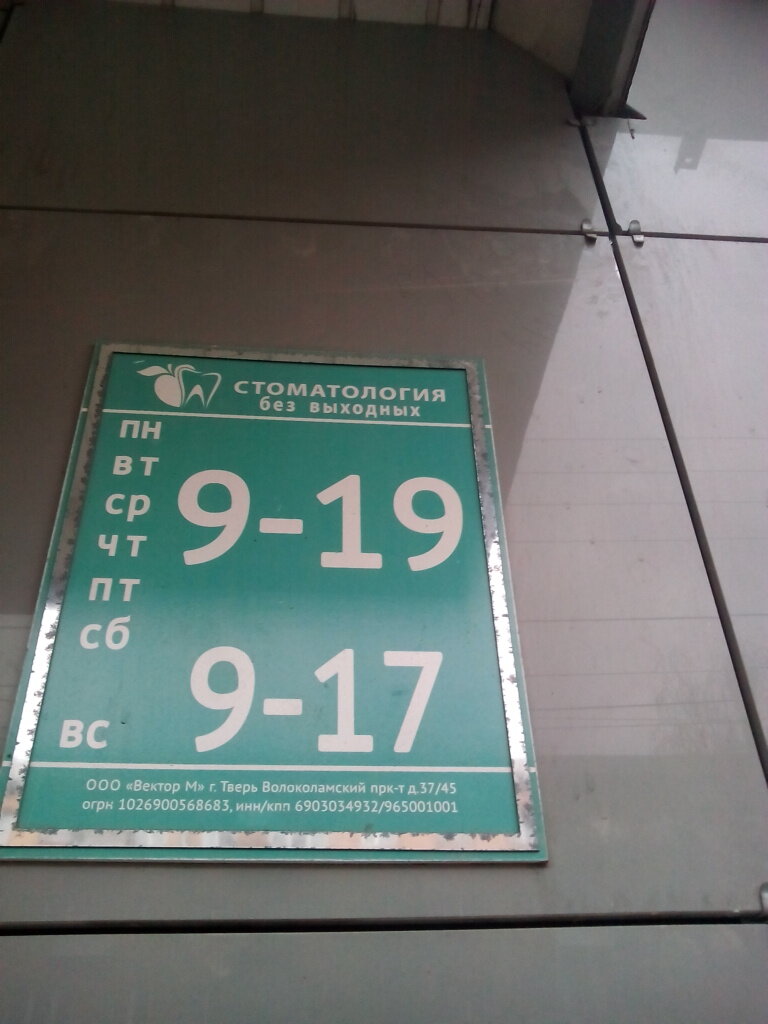 СТОМАТОЛОГИЯ
без выходных
пн
вт
ср
чт
пт
сб
9-19
вс
9-17
ООО «Вектор М» г. Тверь Волоколамский прк-т д.37/45
огрн 1026900568683, инн/кпп 6903034932/965001001